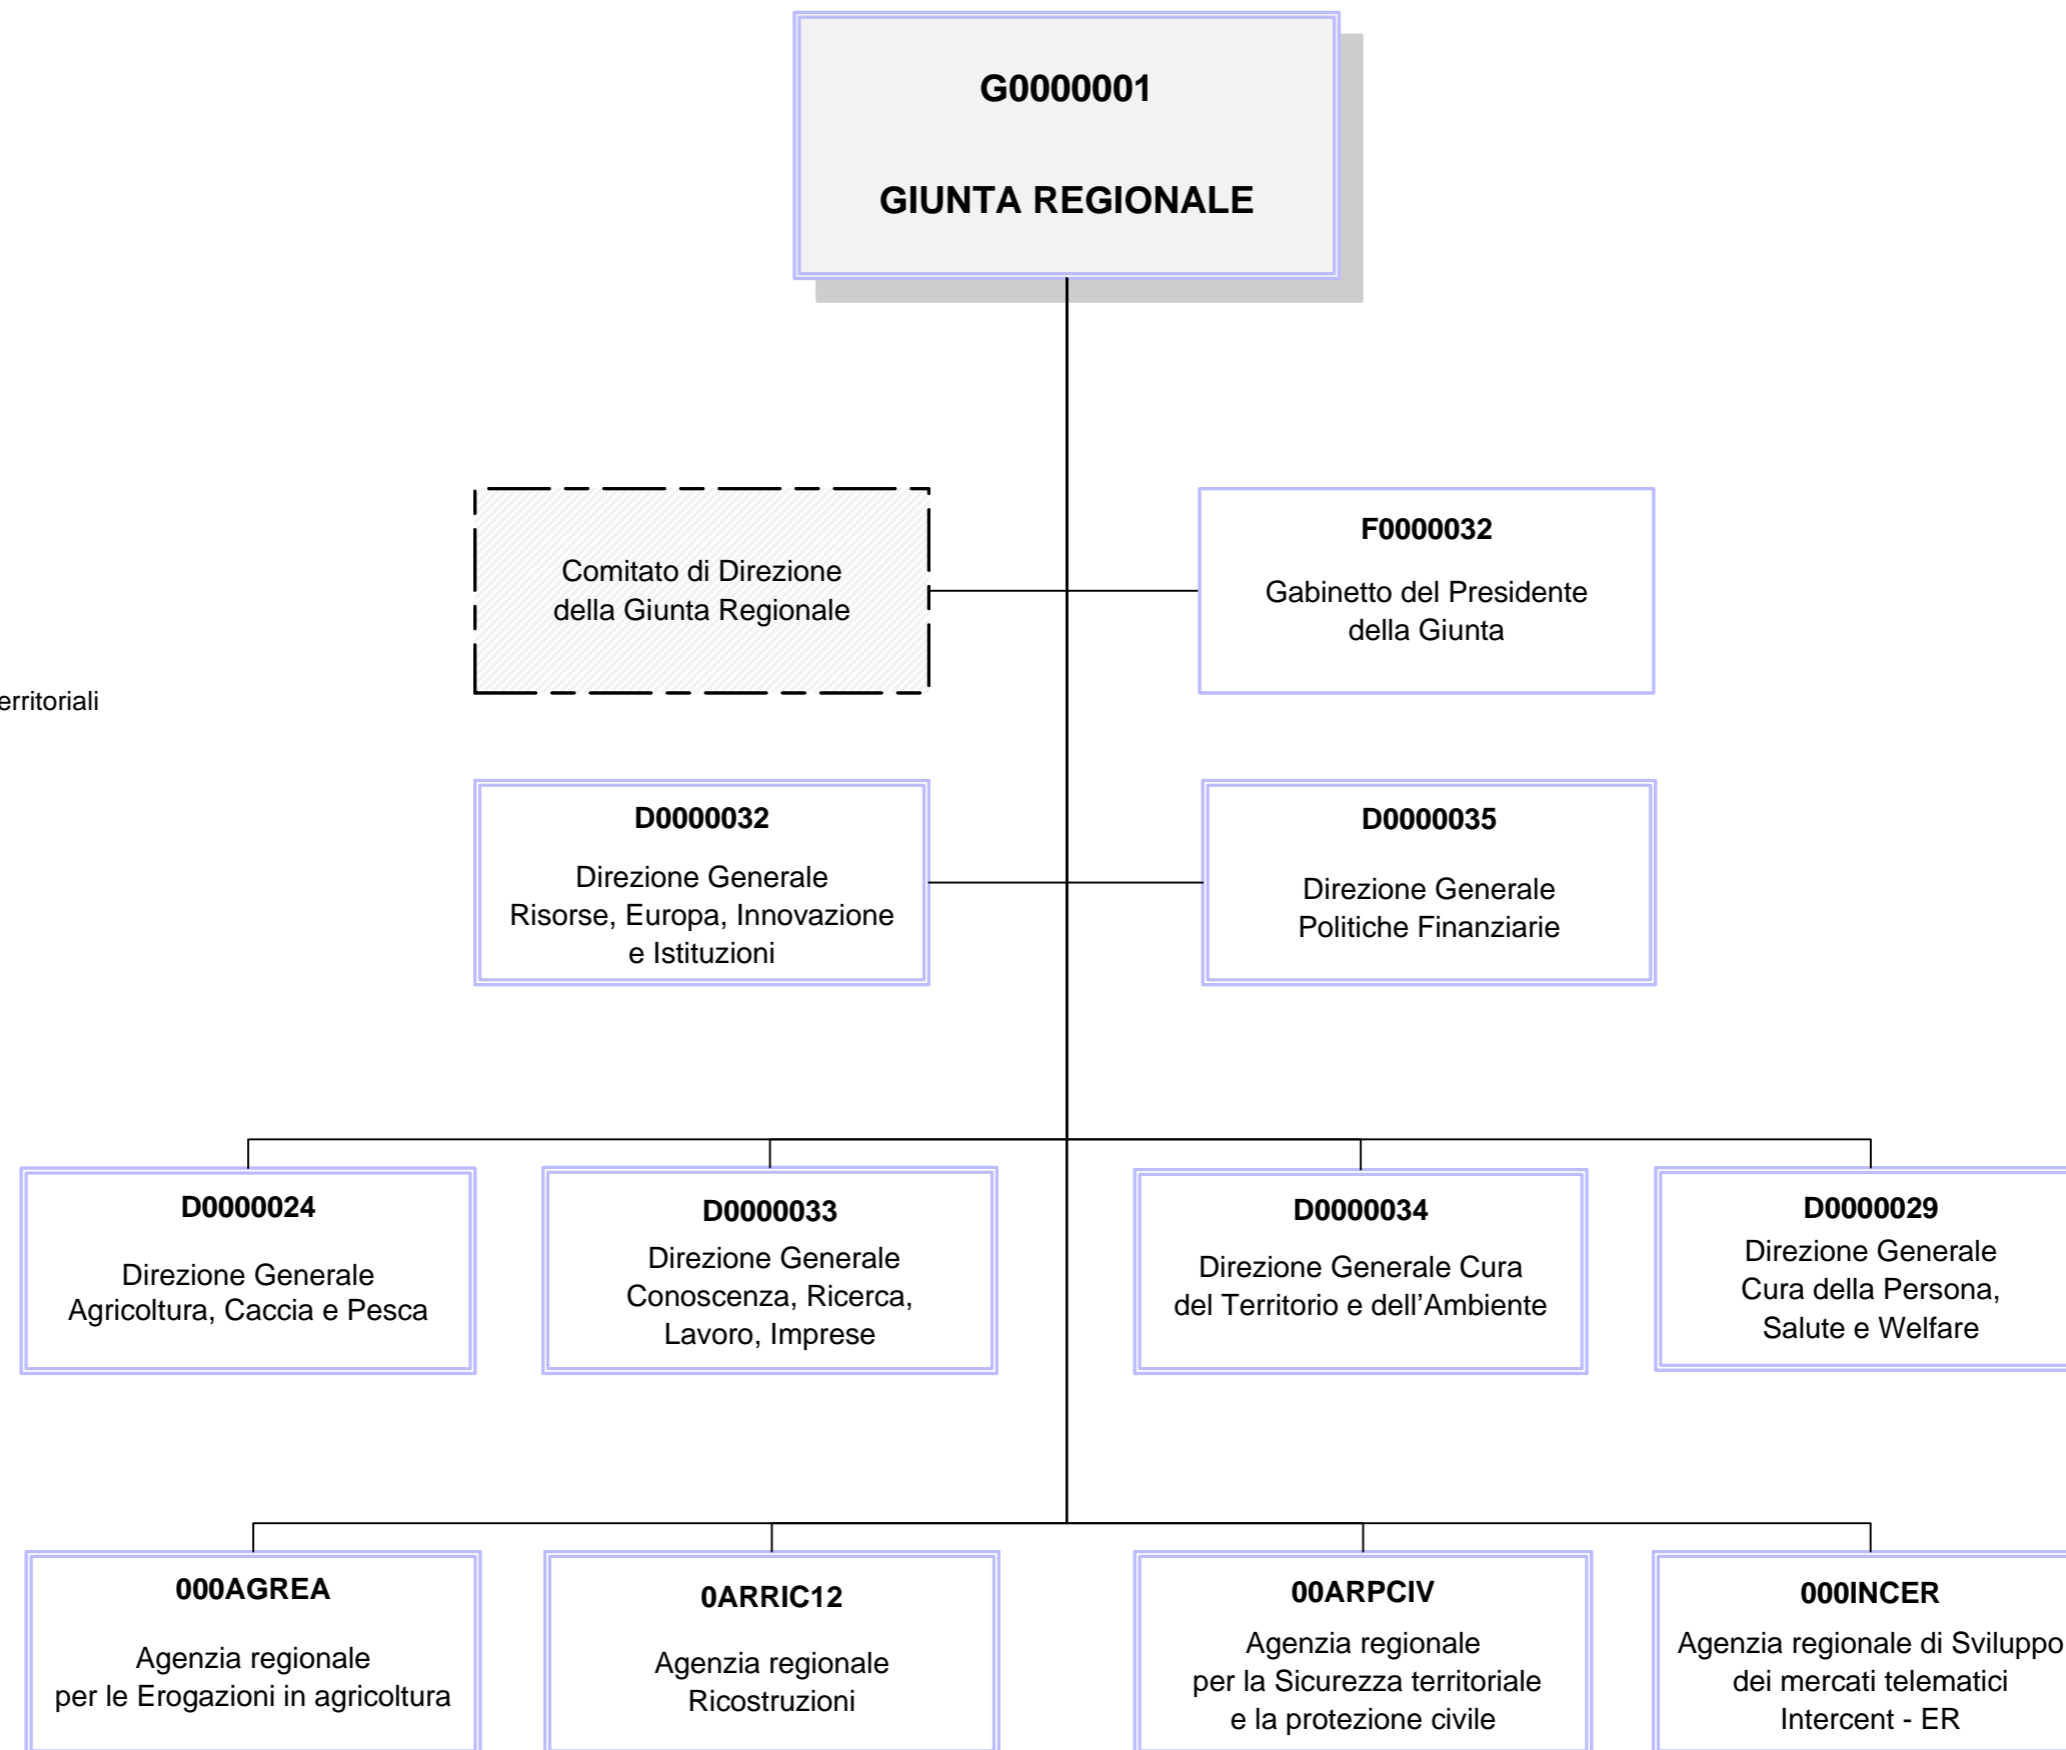 G0000001
GIUNTA REGIONALE
Comitato di Direzione
della Giunta Regionale
F0000032
Gabinetto del Presidente
della Giunta
erritoriali
D0000032
Direzione Generale
Risorse, Europa, Innovazione
e Istituzioni
D0000035
Direzione Generale
Politiche Finanziarie
D0000024
Direzione Generale
Agricoltura, Caccia e Pesca
D0000033
Direzione Generale
Conoscenza, Ricerca,
Lavoro, Imprese
D0000034
Direzione Generale Cura
del Territorio e dell’Ambiente
D0000029
Direzione Generale
Cura della Persona,
Salute e Welfare
000AGREA
Agenzia regionale
per le Erogazioni in agricoltura
0ARRIC12
Agenzia regionale
Ricostruzioni
00ARPCIV
Agenzia regionale
per la Sicurezza territoriale
e la protezione civile
000INCER
Agenzia regionale di Sviluppo
dei mercati telematici
Intercent - ER